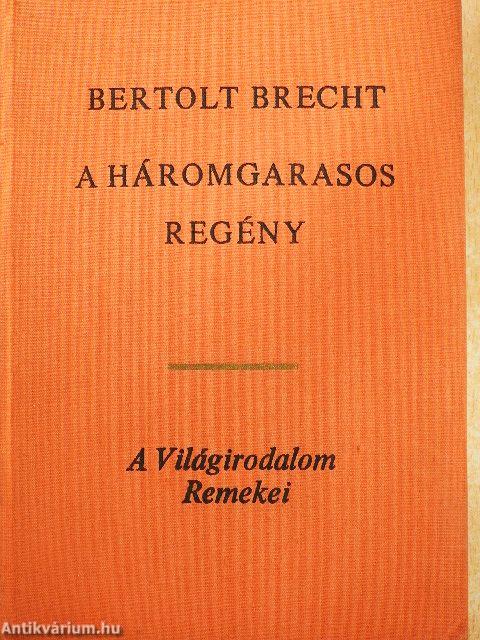 BERTOLT BRECHT
A HÁROMGARASOS
REGÉNY
A Világirodalom
Remekei
Antikvárium.hu